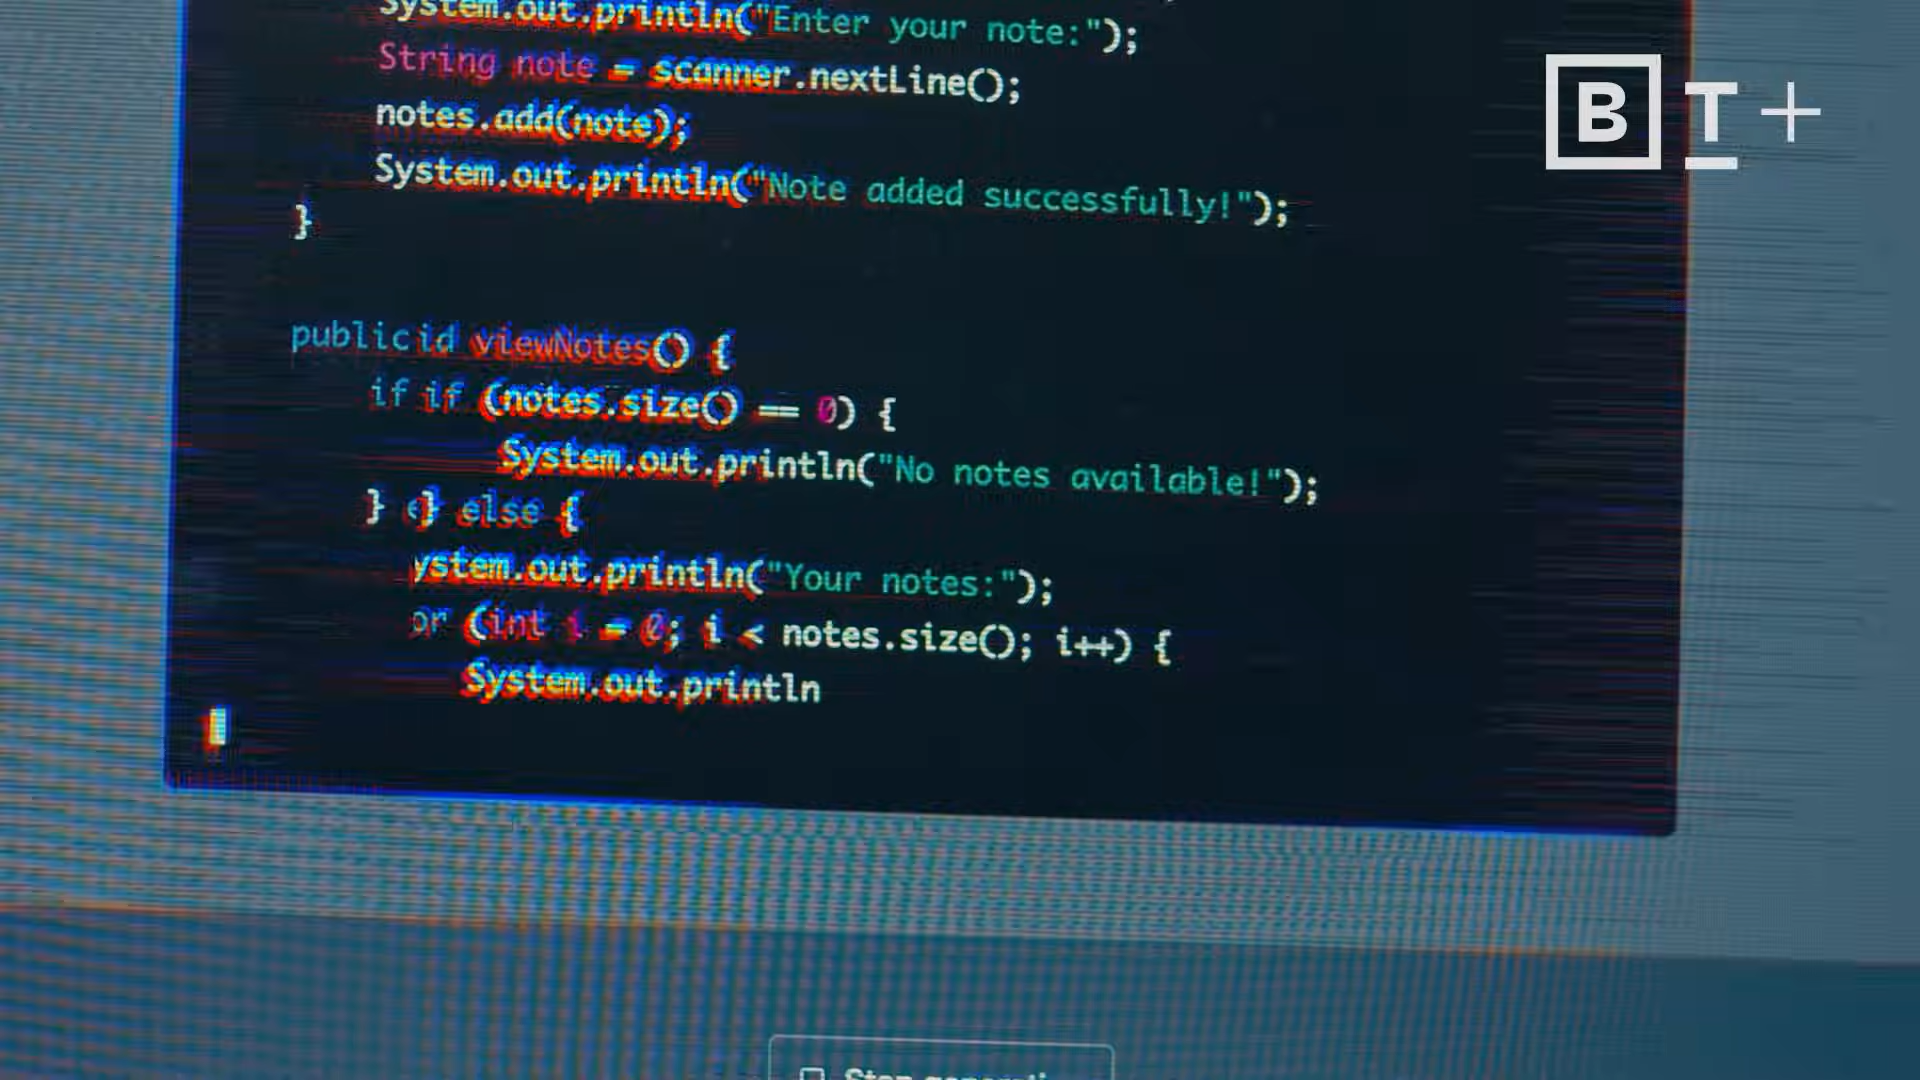 System.out.println("Enter your note:");
String note = scanner.nextLine();
notes.add(note);
System.out.println("Note added successfully!");
}
publicid viewNotes() {
if if (notes.size() == 0) {
System.out.println("No notes available!");
} e} else {
ystem.out.println("Your notes:");
or (int i = 0; i < notes.size(); i++) {
System.out.println
BT+
Stop